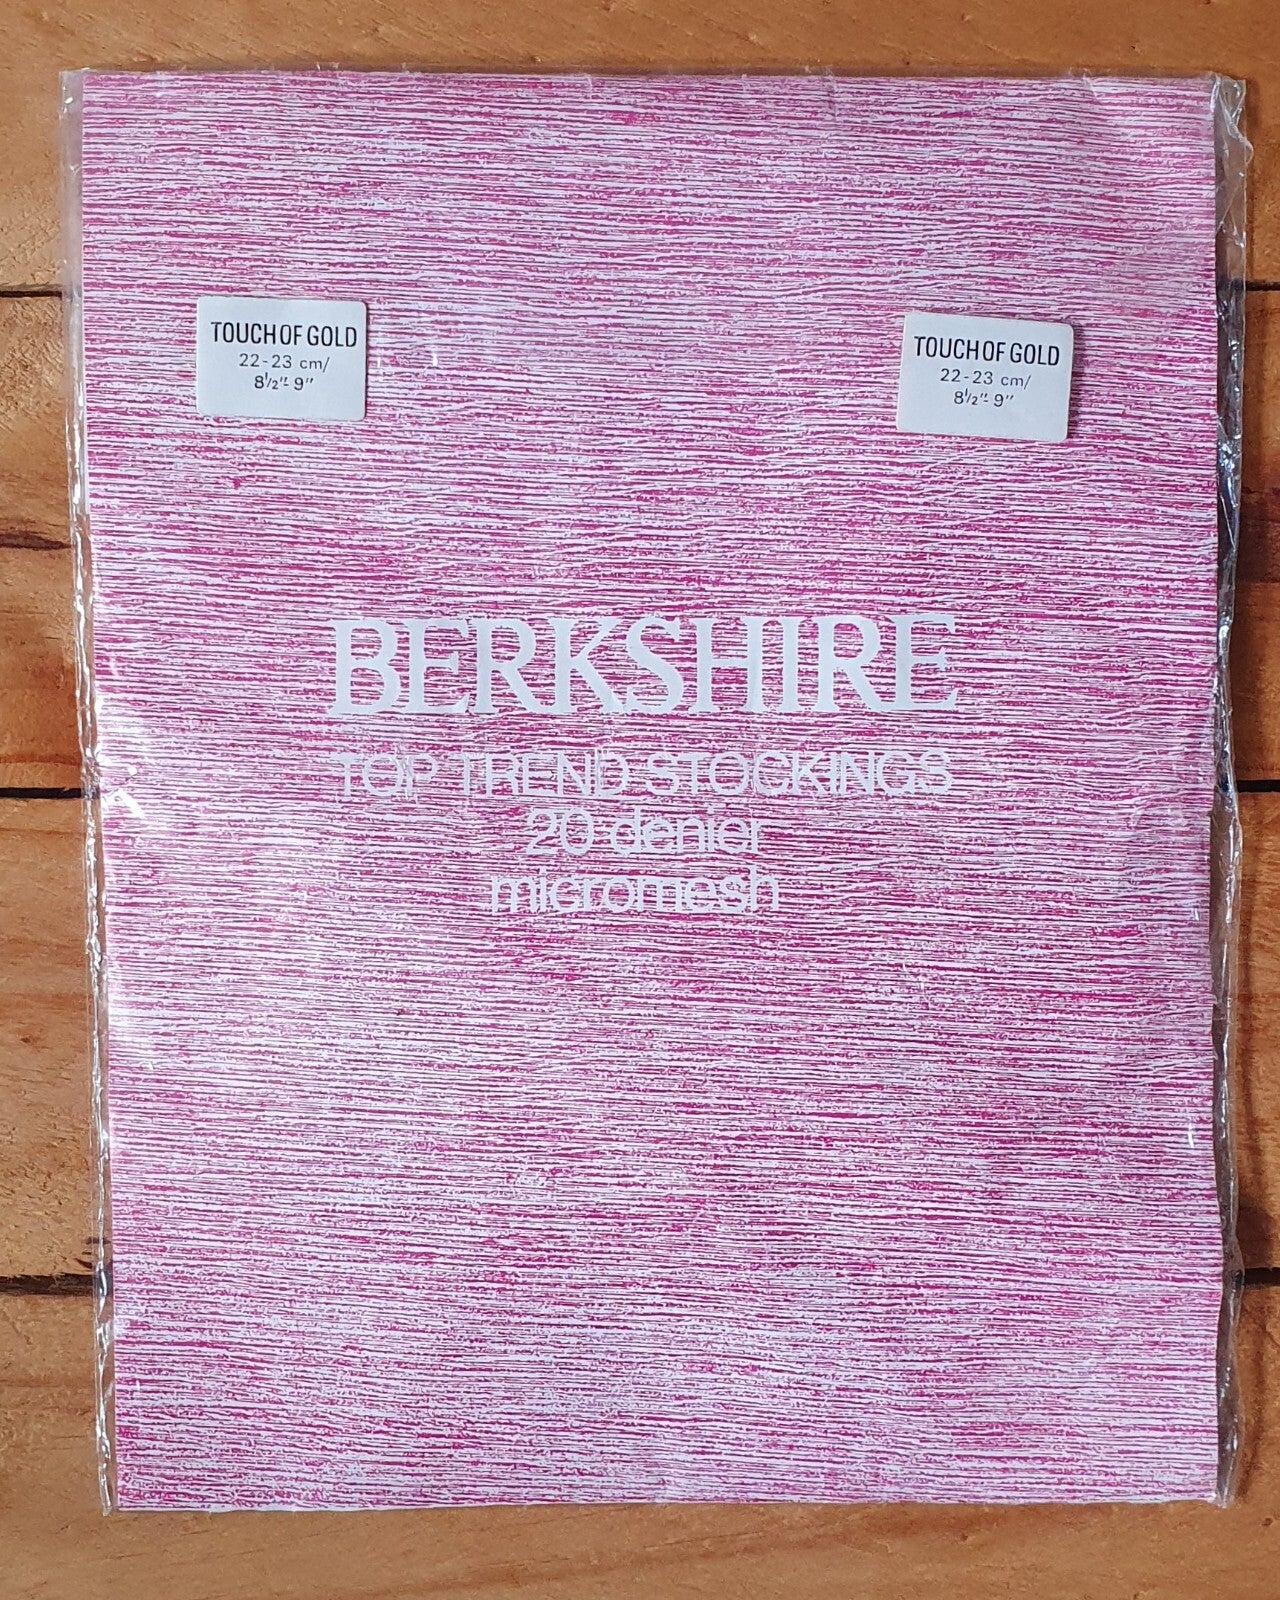 TOUCH OF GOLD
22-23 cm/
8½"-9"
TOUCH OF GOLD
22-23 cm/
8½"-9"
BERKSHIRE
TOP TREND STOCKINGS
20 denier
micromesh